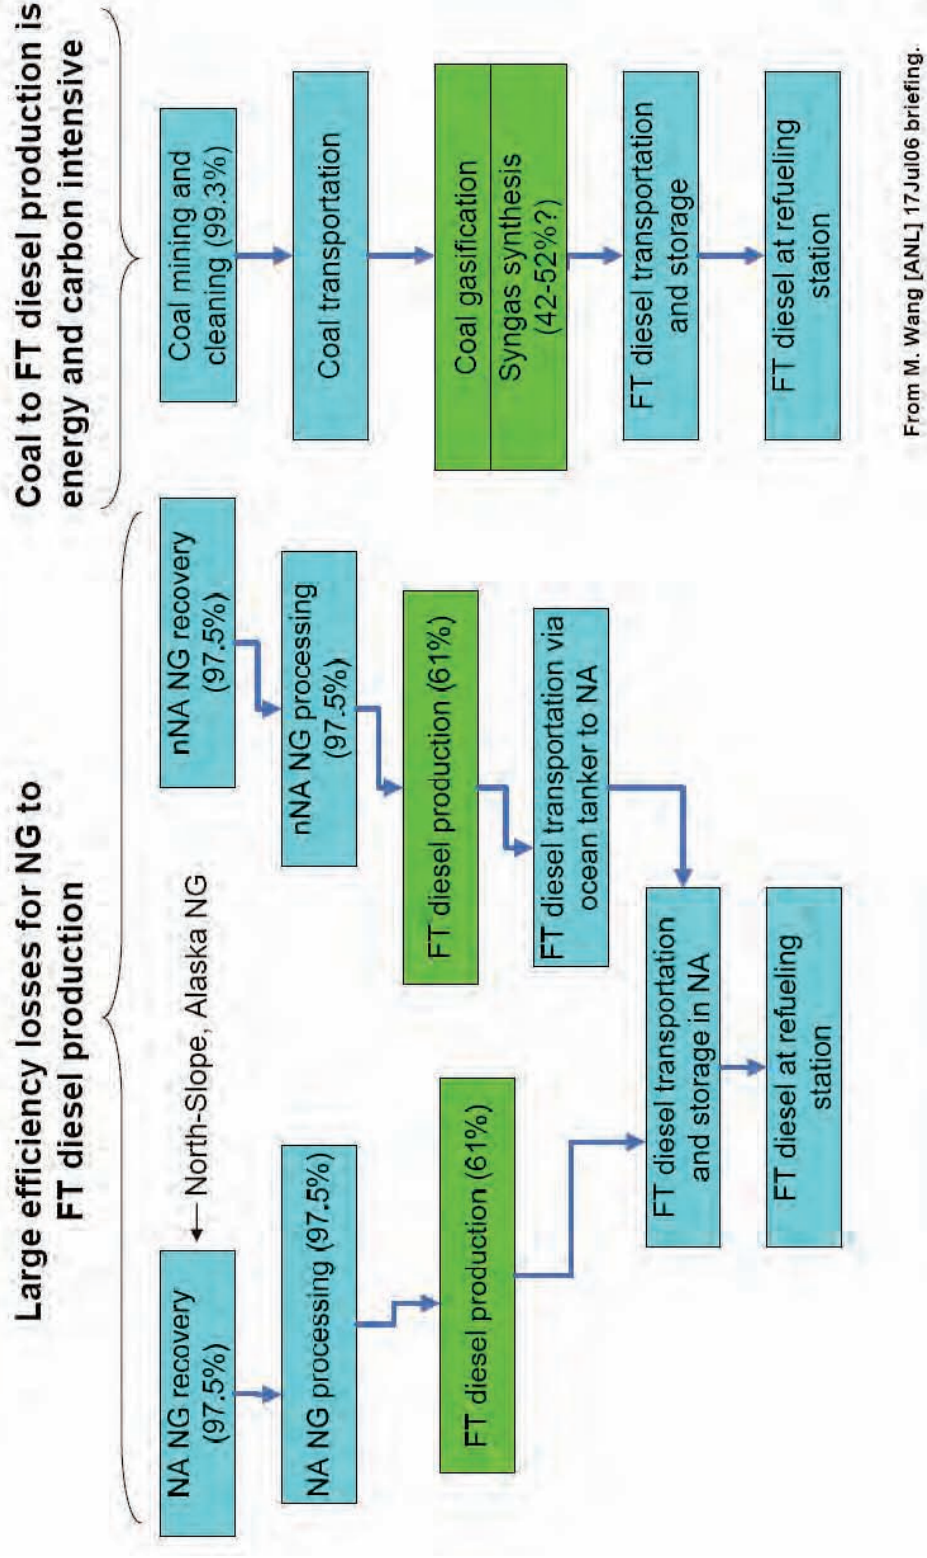 Large efficiency losses for NG to
FT diesel production
NA NG recovery
(97.5%)
North-Slope, Alaska NG
NA NG processing (97.5%)
FT diesel production (61%)
nNA NG recovery
(97.5%)
nNA NG processing
(97.5%)
FT diesel production (61%)
FT diesel transportation via
ocean tanker to NA
FT diesel transportation
and storage in NA
FT diesel at refueling
station
Coal to FT diesel production is
energy and carbon intensive
Coal mining and
cleaning (99.3%)
Coal transportation
Coal gasification
Syngas synthesis
(42-52%?)
FT diesel transportation
and storage
FT diesel at refueling
station
From M. Wang [ANL] 17Jul06 briefing.